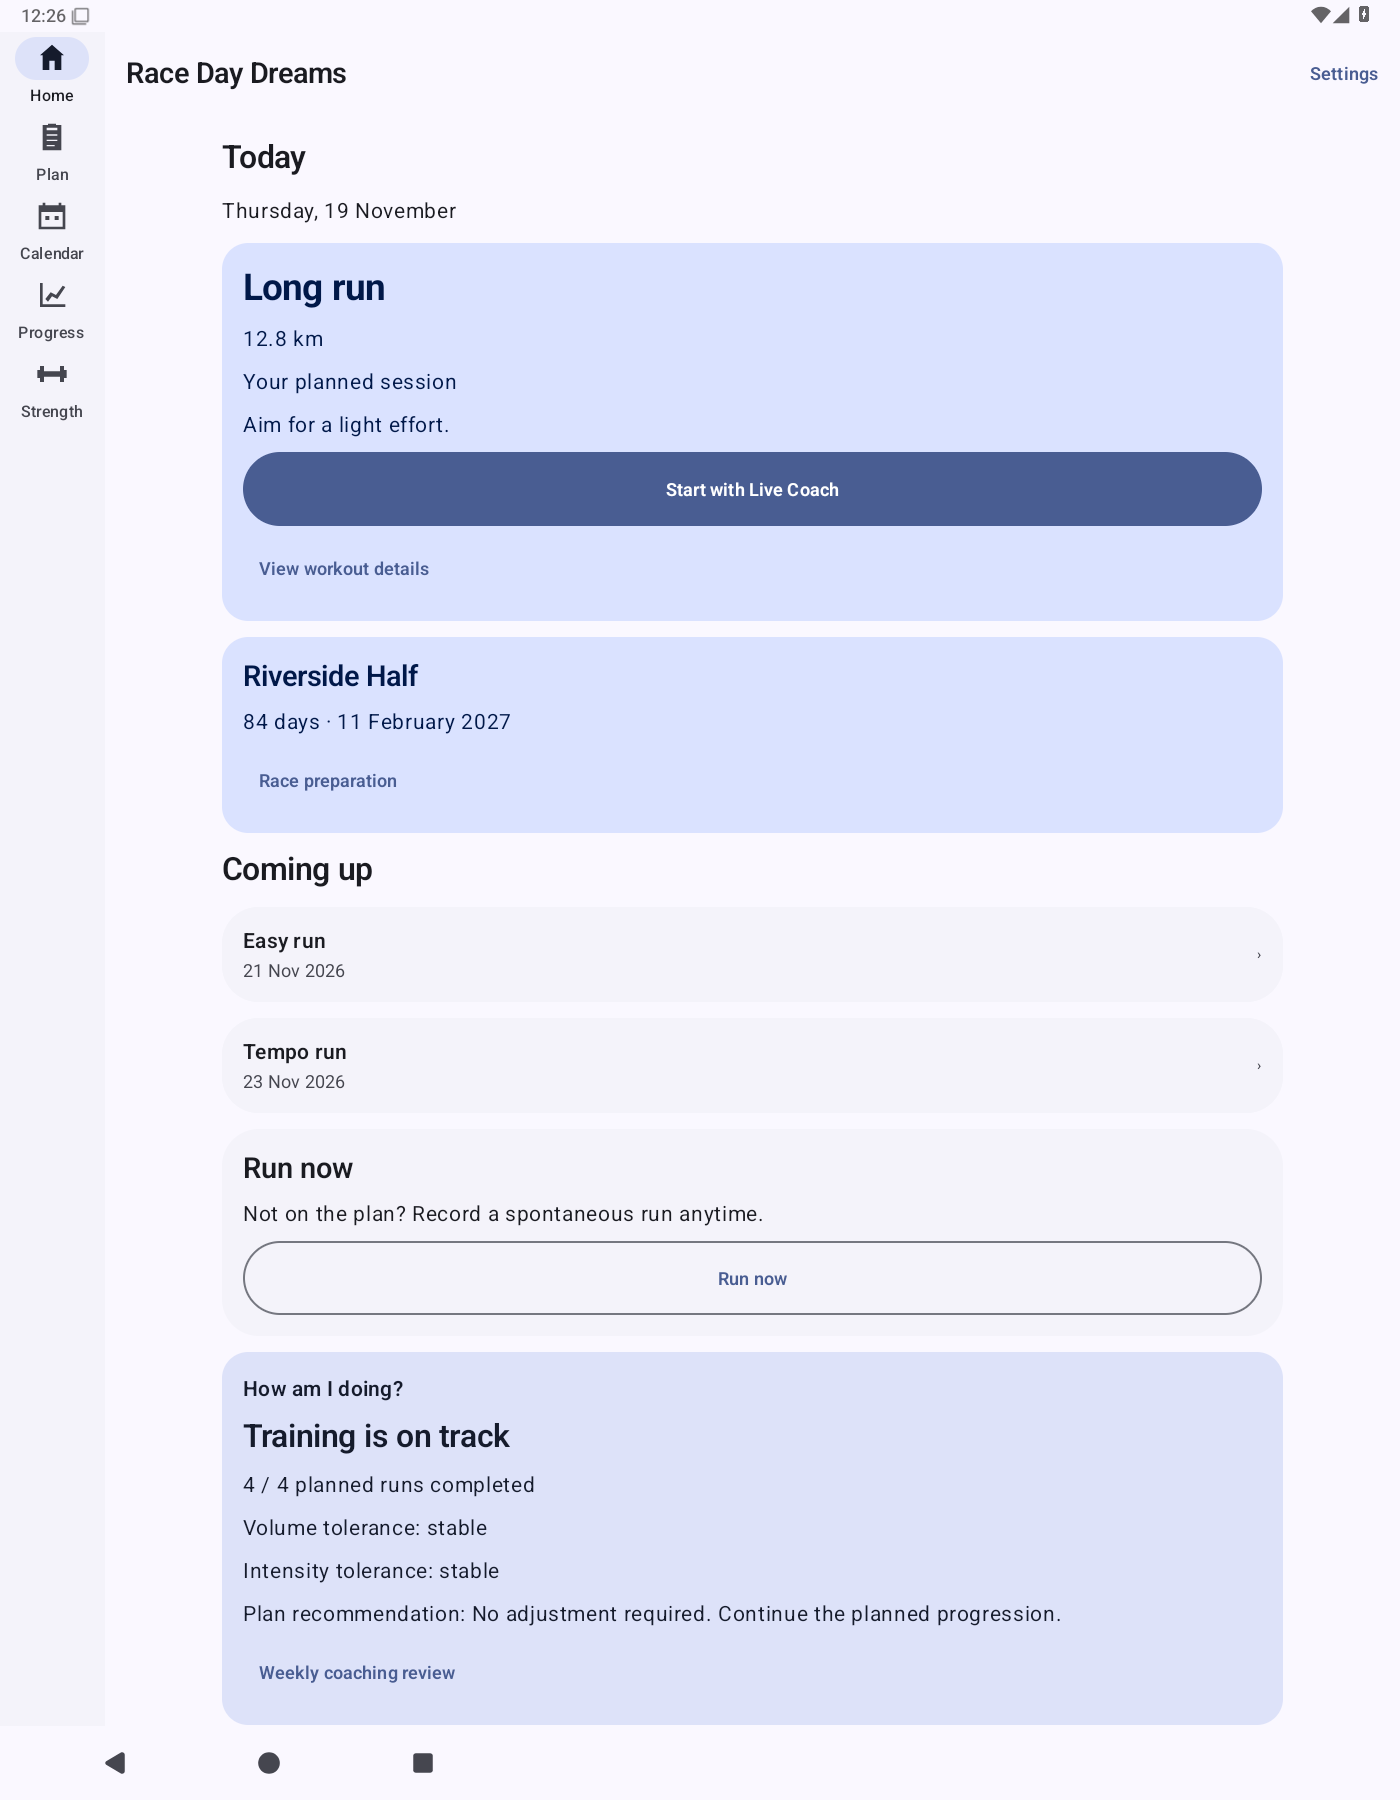 12:26
Race Day Dreams
Settings
Home
Plan
Calendar
Progress
Strength
Today
Thursday, 19 November
Long run
12.8 km
Your planned session
Aim for a light effort.
Start with Live Coach
View workout details
Riverside Half
84 days · 11 February 2027
Race preparation
Coming up
Easy run
21 Nov 2026
›
Tempo run
23 Nov 2026
›
Run now
Not on the plan? Record a spontaneous run anytime.
Run now
How am I doing?
Training is on track
4 / 4 planned runs completed
Volume tolerance: stable
Intensity tolerance: stable
Plan recommendation: No adjustment required. Continue the planned progression.
Weekly coaching review